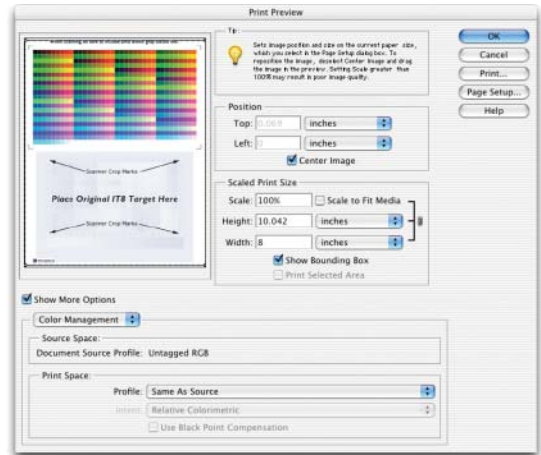 Print Preview
Tip:
Sets image position and size on the current paper size,
which you select in the Page Setup dialog box. To
reposition the image, deselect Center Image and drag
the image in the preview. Setting Scale greater than
100% may result in poor image quality.
OK
Cancel
Print...
Page Setup...
Help
Position
Top: 0.069 inches
Left: 0 inches
Center Image
Scaled Print Size
Scale: 100% Scale to Fit Media
Height: 10.042 inches
Width: 8 inches
Show Bounding Box
Print Selected Area
Scanner Crop Marks
Place Original IT8 Target Here
Scanner Crop Marks
Show More Options
Color Management
Source Space:
Document Source Profile: Untagged RGB
Print Space:
Profile: Same As Source
Intent: Relative Colorimetric
Use Black Point Compensation